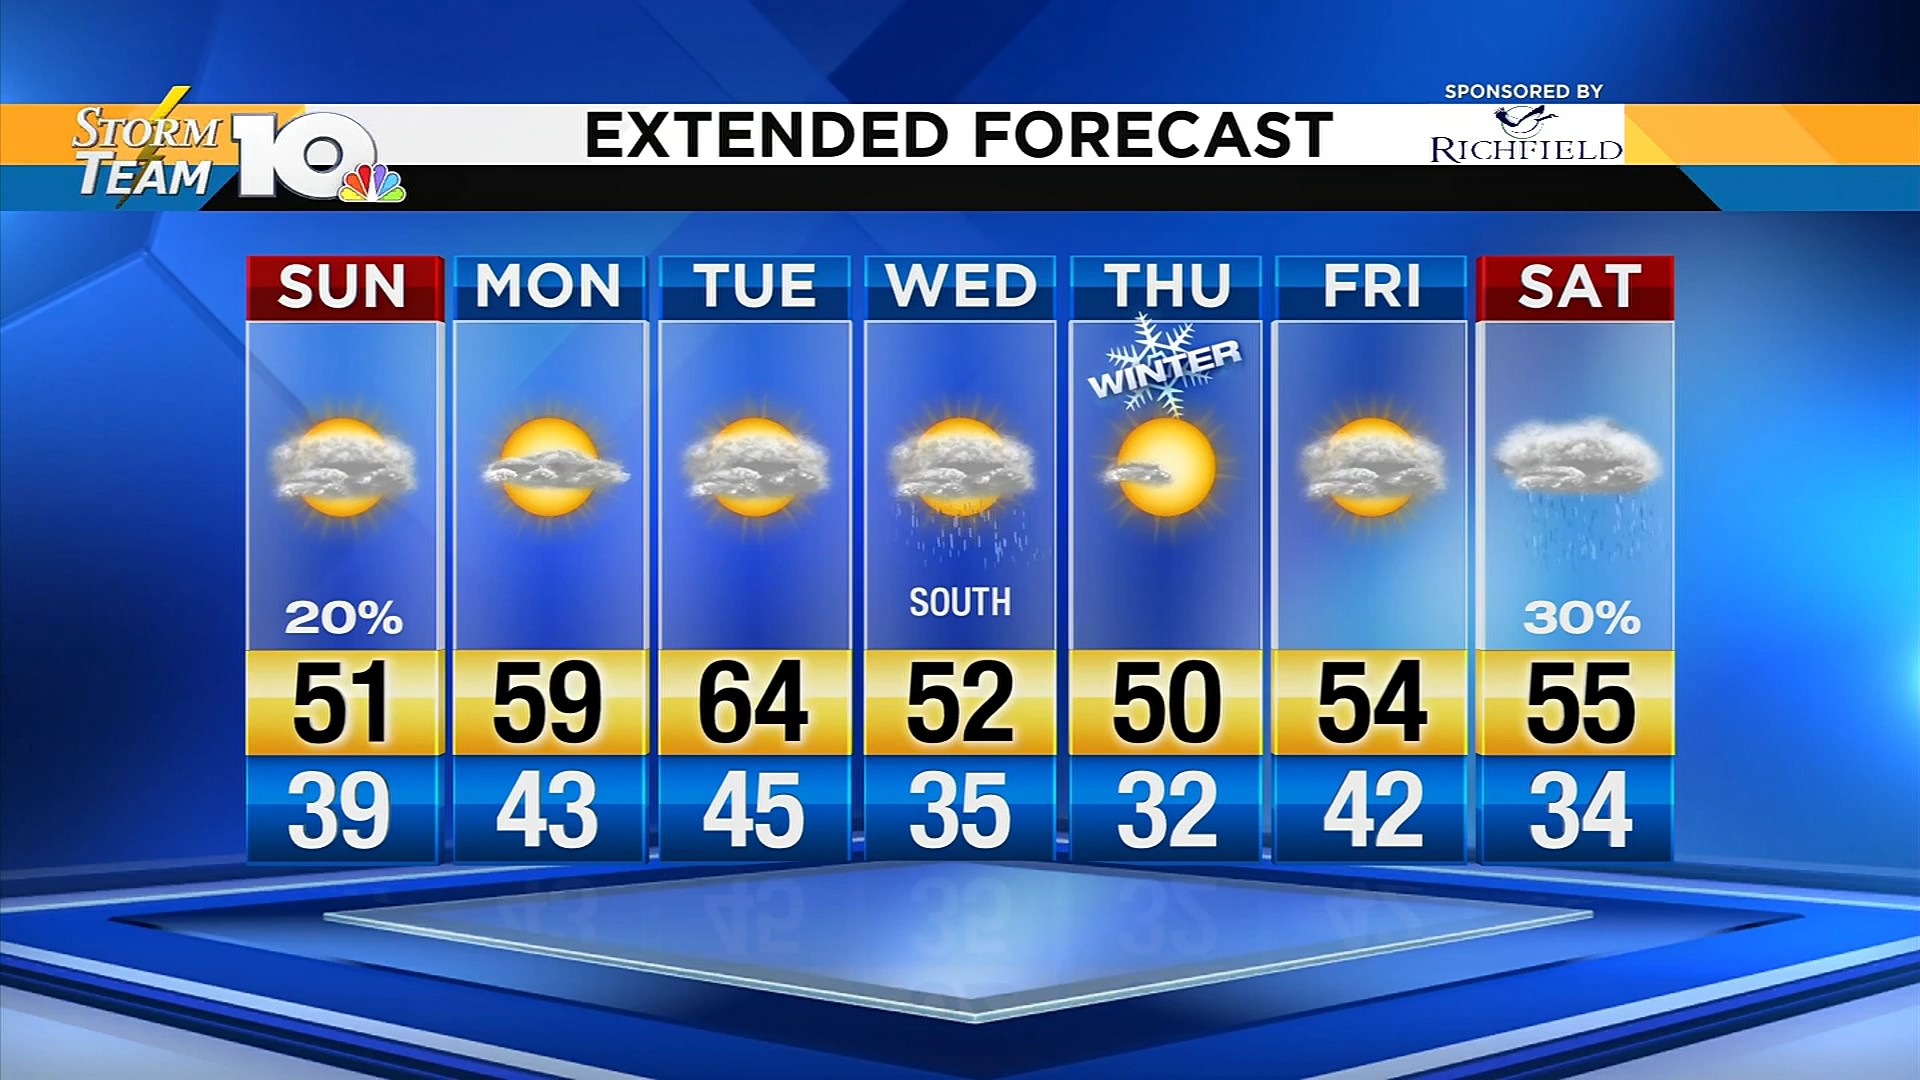 SPONSORED BY
STORM TEAM 10
EXTENDED FORECAST
RICHFIELD
SUN MON TUE WED THU FRI SAT
WINTER
SOUTH
20% 30%
51 59 64 52 50 54 55
39 43 45 35 32 42 34